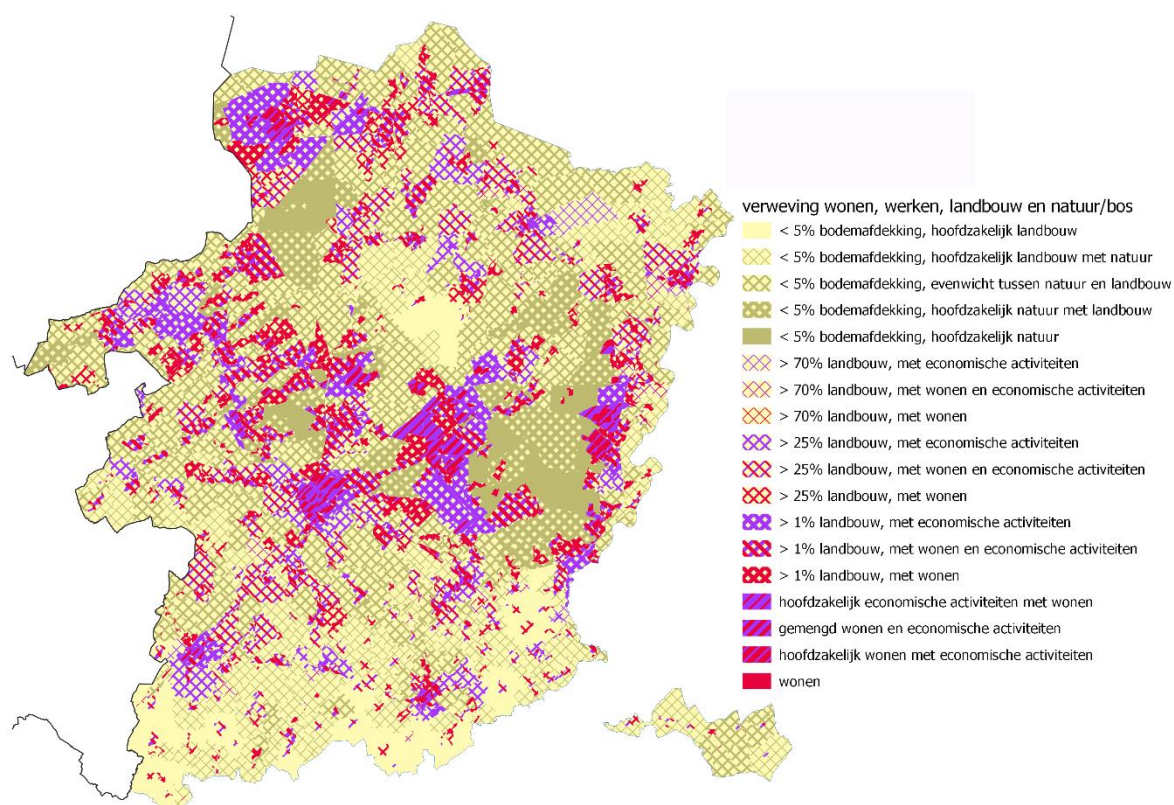 verweving wonen, werken, landbouw en natuur/bos
< 5% bodemafdekking, hoofdzakelijk landbouw
< 5% bodemafdekking, hoofdzakelijk landbouw met natuur
< 5% bodemafdekking, evenwicht tussen natuur en landbouw
< 5% bodemafdekking, hoofdzakelijk natuur met landbouw
< 5% bodemafdekking, hoofdzakelijk natuur
> 70% landbouw, met economische activiteiten
> 70% landbouw, met wonen en economische activiteiten
> 70% landbouw, met wonen
> 25% landbouw, met economische activiteiten
> 25% landbouw, met wonen en economische activiteiten
> 25% landbouw, met wonen
> 1% landbouw, met economische activiteiten
> 1% landbouw, met wonen en economische activiteiten
> 1% landbouw, met wonen
hoofdzakelijk economische activiteiten met wonen
gemengd wonen en economische activiteiten
hoofdzakelijk wonen met economische activiteiten
wonen